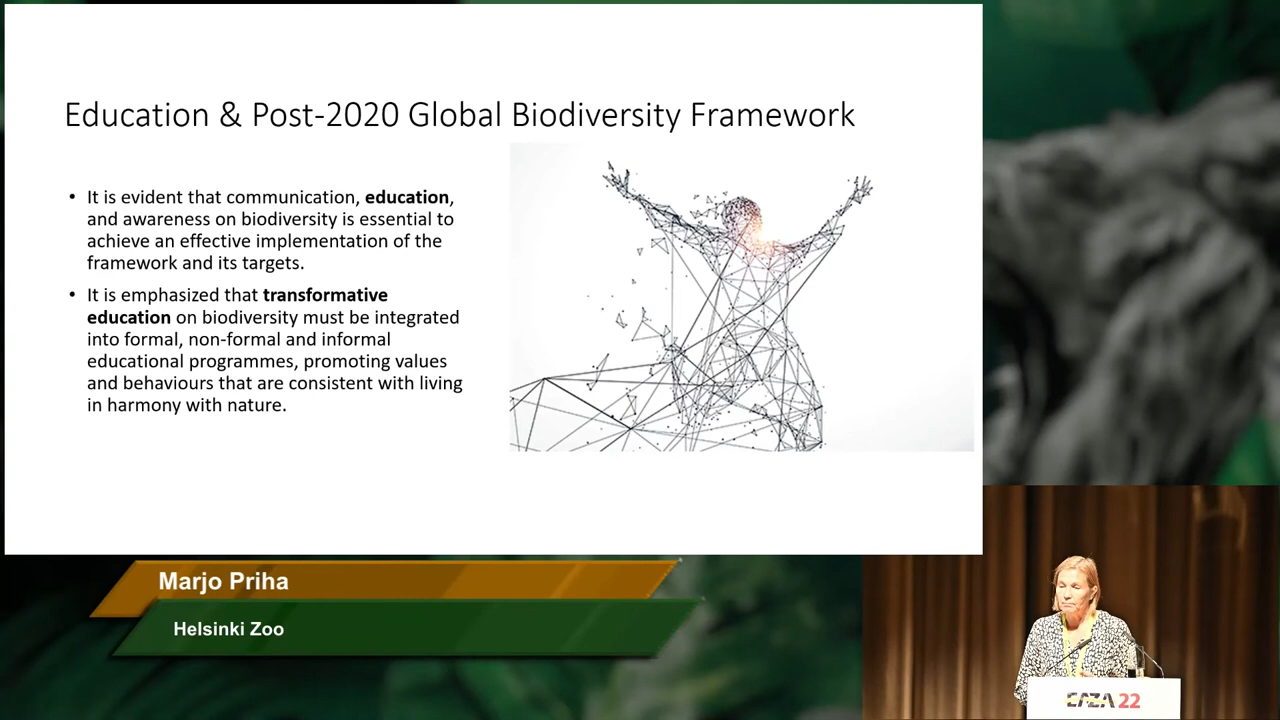 Education & Post-2020 Global Biodiversity Framework
• It is evident that communication, education,
and awareness on biodiversity is essential to
achieve an effective implementation of the
framework and its targets.
• It is emphasized that transformative
education on biodiversity must be integrated
into formal, non-formal and informal
educational programmes, promoting values
and behaviours that are consistent with living
in harmony with nature.
Marjo Priha
Helsinki Zoo
EAZA 22